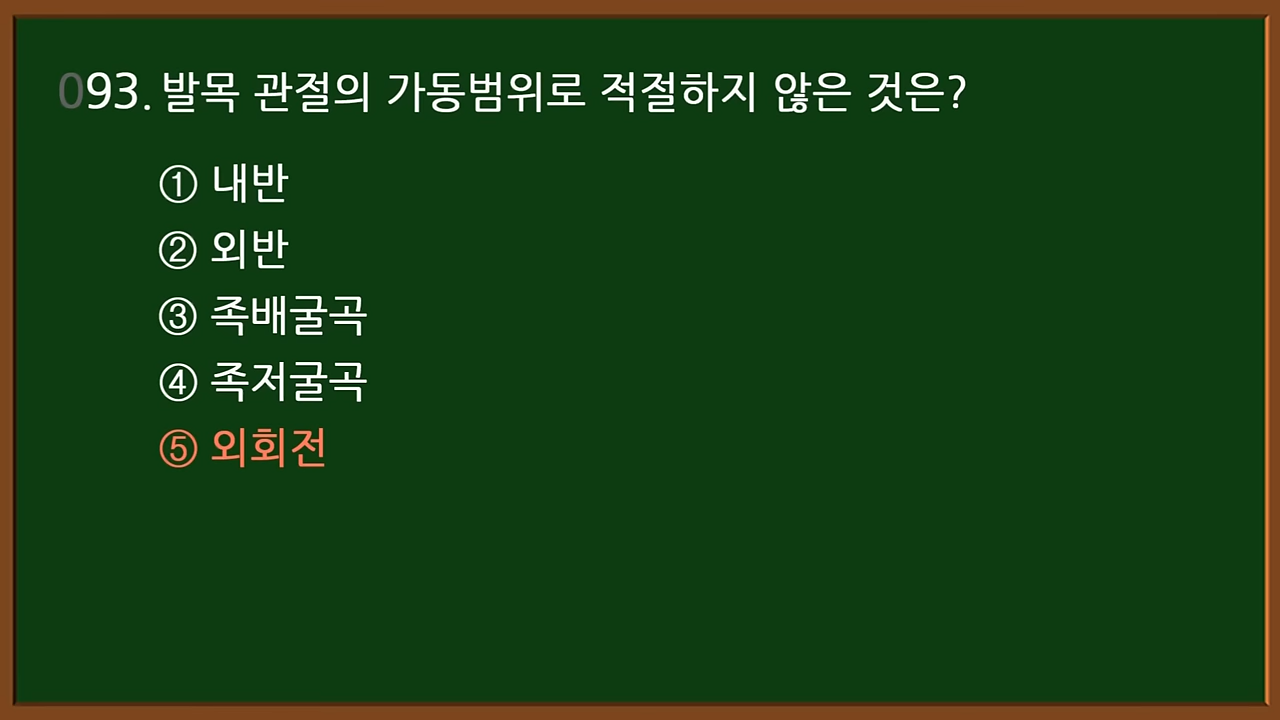 093. 발목 관절의 가동범위로 적절하지 않은 것은?
① 내반
② 외반
③ 족배굴곡
④ 족저굴곡
⑤ 외회전